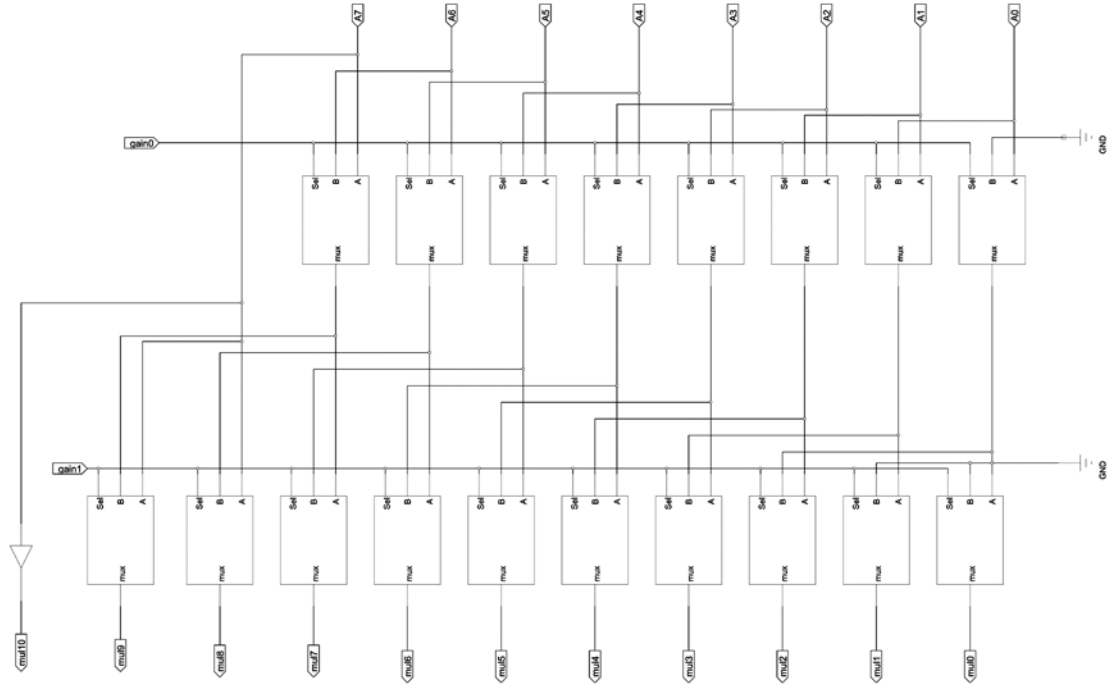 A7 A6 A5 A4 A3 A2 A1 A0
gain0
GND
Sel B A Sel B A Sel B A Sel B A Sel B A Sel B A Sel B A Sel B A
mux mux mux mux mux mux mux mux
gain1
GND
Sel B A Sel B A Sel B A Sel B A Sel B A Sel B A Sel B A Sel B A Sel B A Sel B A
mux mux mux mux mux mux mux mux mux mux
mul10 mul9 mul8 mul7 mul6 mul5 mul4 mul3 mul2 mul1 mul0